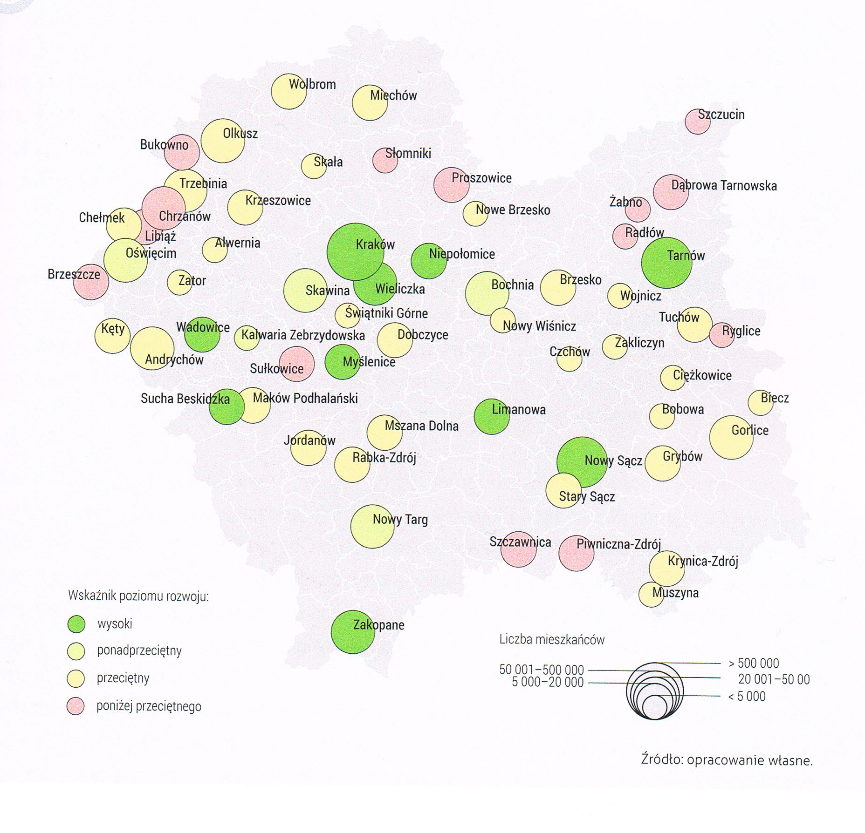 Wolbrom
Miechów
Szczucin
Olkusz
Bukowno
Słomniki
Skała
Proszowice
Trzebinia
Dąbrowa Tarnowska
Krzeszowice
Żabno
Nowe Brzesko
Chełmek
Chrzanów
Radłów
Libiąż
Alwernia
Kraków
Oświęcim
Niepołomice
Tarnów
Brzeszcze
Zator
Skawina
Wieliczka
Bochnia
Brzesko
Wojnicz
Świątniki Górne
Tuchów
Kęty
Wadowice
Kalwaria Zebrzydowska
Dobczyce
Nowy Wiśnicz
Ryglice
Andrychów
Czchów
Zakliczyn
Sułkowice
Myślenice
Ciężkowice
Sucha Beskidzka
Maków Podhalański
Limanowa
Bobowa
Biecz
Mszana Dolna
Gorlice
Jordanów
Rabka-Zdrój
Nowy Sącz
Grybów
Stary Sącz
Nowy Targ
Szczawnica
Piwniczna-Zdrój
Krynica-Zdrój
Muszyna
Zakopane
Wskaźnik poziomu rozwoju:
wysoki
ponadprzeciętny
przeciętny
poniżej przeciętnego
Liczba mieszkańców
> 500 000
50 001–500 000
20 001–50 00
5 000–20 000
< 5 000
Źródło: opracowanie własne.